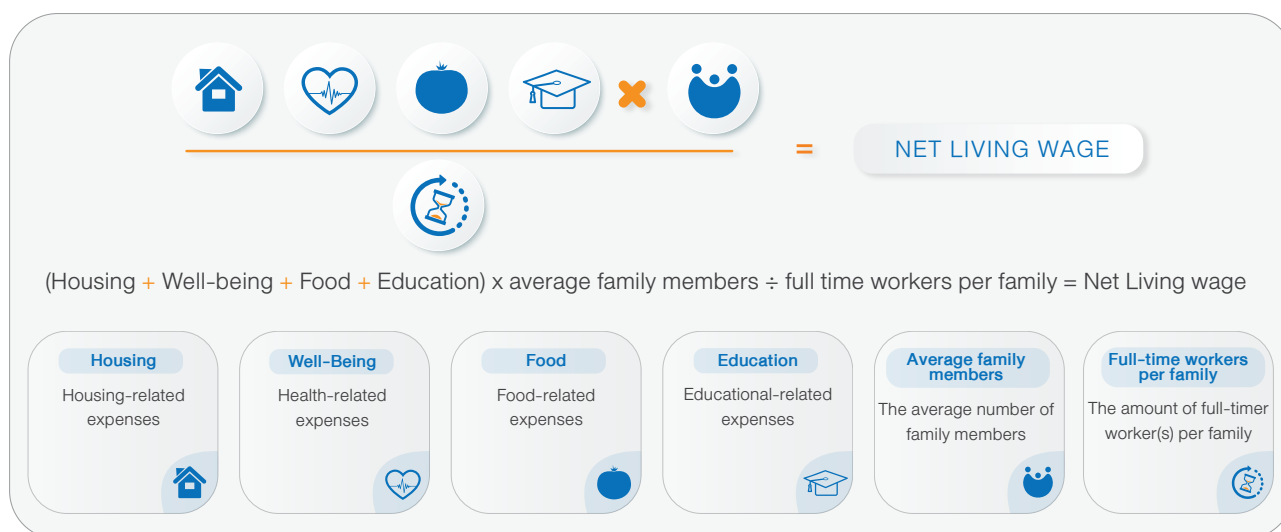 = NET LIVING WAGE
(Housing + Well-being + Food + Education) x average family members ÷ full time workers per family = Net Living wage
Housing
Housing-related
expenses
Well-Being
Health-related
expenses
Food
Food-related
expenses
Education
Educational-related
expenses
Average family
members
The average number of
family members
Full-time workers
per family
The amount of full-timer
worker(s) per family